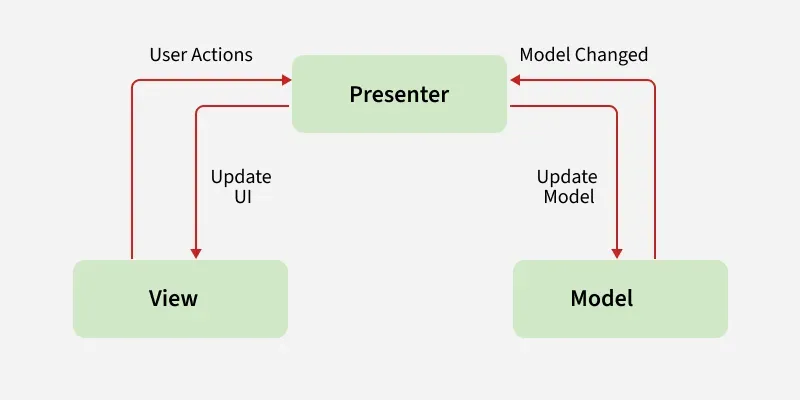 User Actions
Model Changed
Presenter
Update
UI
Update
Model
View
Model